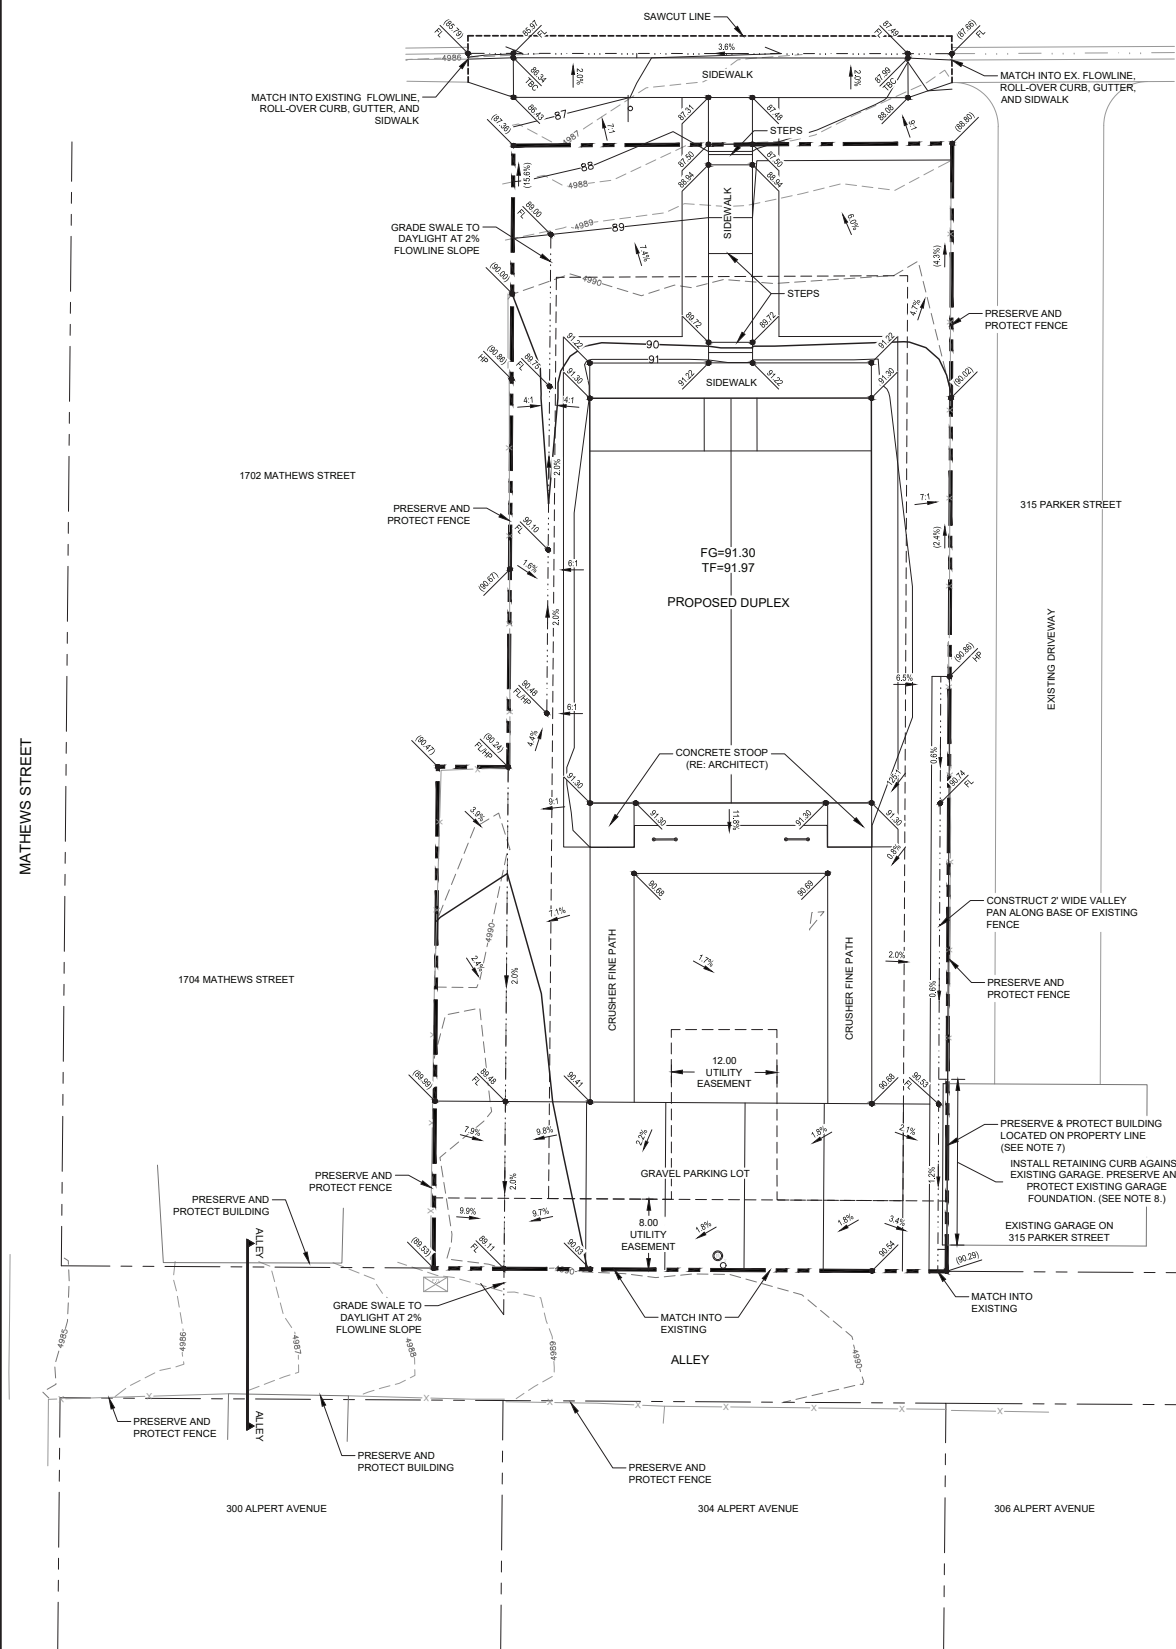 SAWCUT LINE
(85.79)
FL
85.97
FL
87.49
FL
(87.66)
FL
3.6%
4986
86.34
TBC
2.0%
SIDEWALK
2.0%
87.99
TBC
MATCH INTO EX. FLOWLINE,
ROLL-OVER CURB, GUTTER,
AND SIDWALK
MATCH INTO EXISTING FLOWLINE,
ROLL-OVER CURB, GUTTER, AND
SIDWALK
86.43
87
4987
7:1
87.31
87.48
88.08
9:1
(87.36)
(88.80)
STEPS
(15.6%)
88
4988
87.50
87.50
88.94
88.94
89.00
FL
GRADE SWALE TO
DAYLIGHT AT 2%
FLOWLINE SLOPE
4989
89
SIDEWALK
6.0%
7.4%
(4.3%)
(90.00)
4990
STEPS
4.7%
PRESERVE AND
PROTECT FENCE
(90.86)
HP
89.75
FL
91.22
89.72
89.72
91.22
90
91
91.30
91.22
SIDEWALK
91.22
91.30
(90.02)
4:1
4:1
2.0%
1702 MATHEWS STREET
PRESERVE AND
PROTECT FENCE
7:1
315 PARKER STREET
90.10
FL
(2.4%)
FG=91.30
TF=91.97
PROPOSED DUPLEX
1.6%
6:1
(90.67)
2.0%
EXISTING DRIVEWAY
(90.86)
HP
6.5%
90.48
FL/HP
6:1
4.4%
MATHEWS STREET
(90.47)
(90.24)
FL/HP
CONCRETE STOOP
(RE: ARCHITECT)
0.6%
91.30
90.74
FL
3.9%
9:1
91.30
11.8%
91.30
91.30
0.8%
90.68
90.69
CONSTRUCT 2' WIDE VALLEY
PAN ALONG BASE OF EXISTING
FENCE
7.1%
4990
2.4%
2.0%
CRUSHER FINE PATH
1.7%
CRUSHER FINE PATH
2.0%
0.6%
1704 MATHEWS STREET
PRESERVE AND
PROTECT FENCE
12.00
UTILITY
EASEMENT
(89.99)
89.48
FL
90.41
90.68
90.53
FL
7.9%
9.8%
2.2%
1.8%
2.1%
PRESERVE & PROTECT BUILDING
LOCATED ON PROPERTY LINE
(SEE NOTE 7)
INSTALL RETAINING CURB AGAINS
EXISTING GARAGE. PRESERVE AN
PROTECT EXISTING GARAGE
FOUNDATION. (SEE NOTE 8.)
PRESERVE AND
PROTECT FENCE
2.0%
GRAVEL PARKING LOT
1.2%
PRESERVE AND
PROTECT BUILDING
9.9%
9.7%
8.00
UTILITY
EASEMENT
1.8%
1.8%
3.4%
EXISTING GARAGE ON
315 PARKER STREET
ALLEY
(89.53)
89.11
FL
90.03
90.54
(90.29)
4990
GRADE SWALE TO
DAYLIGHT AT 2%
FLOWLINE SLOPE
MATCH INTO
EXISTING
MATCH INTO
EXISTING
4985
4986
4987
4988
4989
4990
ALLEY
PRESERVE AND
PROTECT FENCE
ALLEY
PRESERVE AND
PROTECT BUILDING
PRESERVE AND
PROTECT FENCE
300 ALPERT AVENUE
304 ALPERT AVENUE
306 ALPERT AVENUE